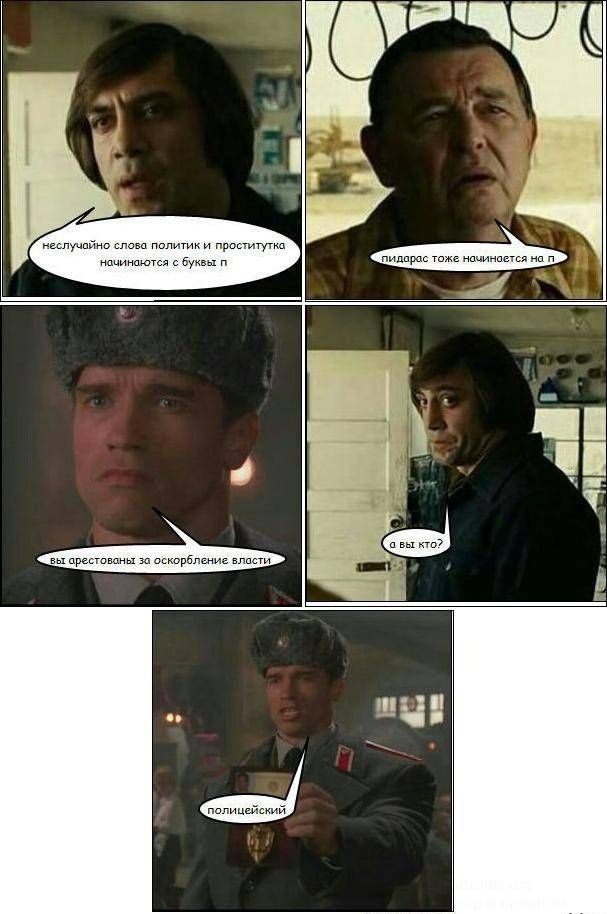 неслучайно слова политик и проститутка
начинаются с буквы п
пидарас тоже начинается на п
вы арестованы за оскорбление власти
а вы кто?
полицейский